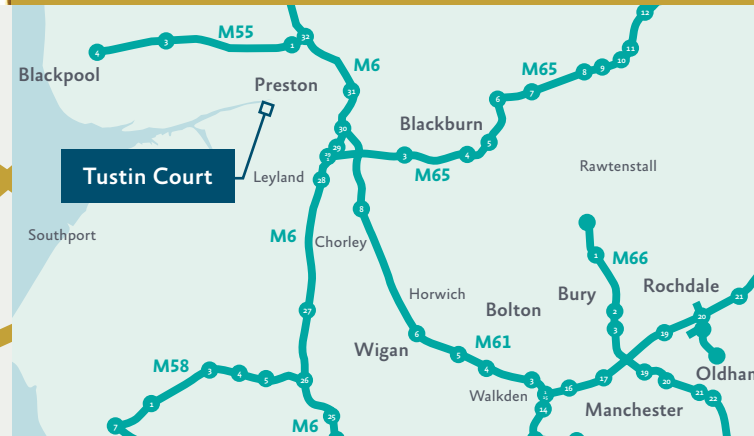 12
M55
32
11
3
1
4
M6
10
9
8
M65
Blackpool
7
Preston
31
6
Blackburn
30
5
29
3
4
Tustin Court
Leyland
28
M65
Rawtenstall
8
Southport
M6
Chorley
1
M66
Rochdale
Horwich
Bury
21
27
Bolton
2
20
3
19
6
M61
Wigan
5
M58
3
4
4
5
26
3
17
19
20
Oldham
16
Walkden
21
22
1
14
Manchester
25
7
M6